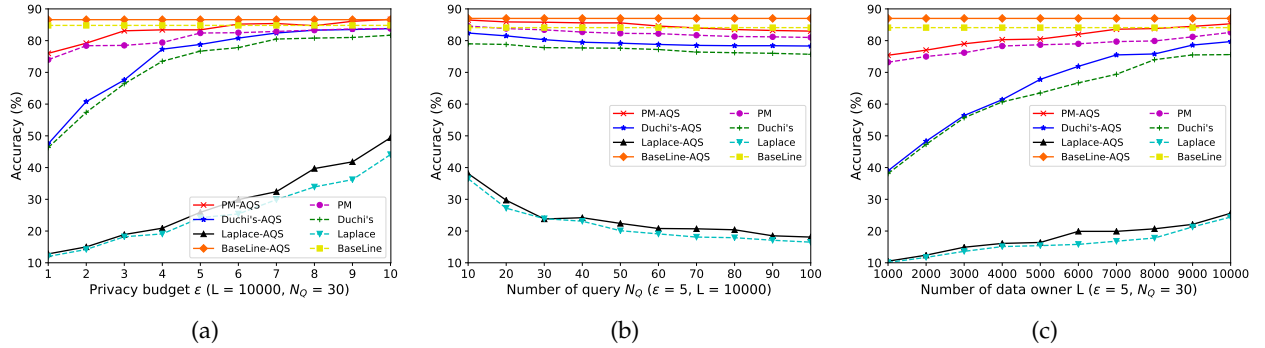 90
80
70
60
50
40
30
20
10
Accuracy (%)
PM-AQS
Duchi's-AQS
Laplace-AQS
BaseLine-AQS
PM
Duchi's
Laplace
BaseLine
1 2 3 4 5 6 7 8 9 10
Privacy budget ε (L = 10000, N_Q = 30)
(a)
90
80
70
60
50
40
30
20
10
Accuracy (%)
PM-AQS
Duchi's-AQS
Laplace-AQS
BaseLine-AQS
PM
Duchi's
Laplace
BaseLine
10 20 30 40 50 60 70 80 90 100
Number of query N_Q (ε = 5, L = 10000)
(b)
90
80
70
60
50
40
30
20
10
Accuracy (%)
PM-AQS
Duchi's-AQS
Laplace-AQS
BaseLine-AQS
PM
Duchi's
Laplace
BaseLine
1000 2000 3000 4000 5000 6000 7000 8000 9000 10000
Number of data owner L (ε = 5, N_Q = 30)
(c)